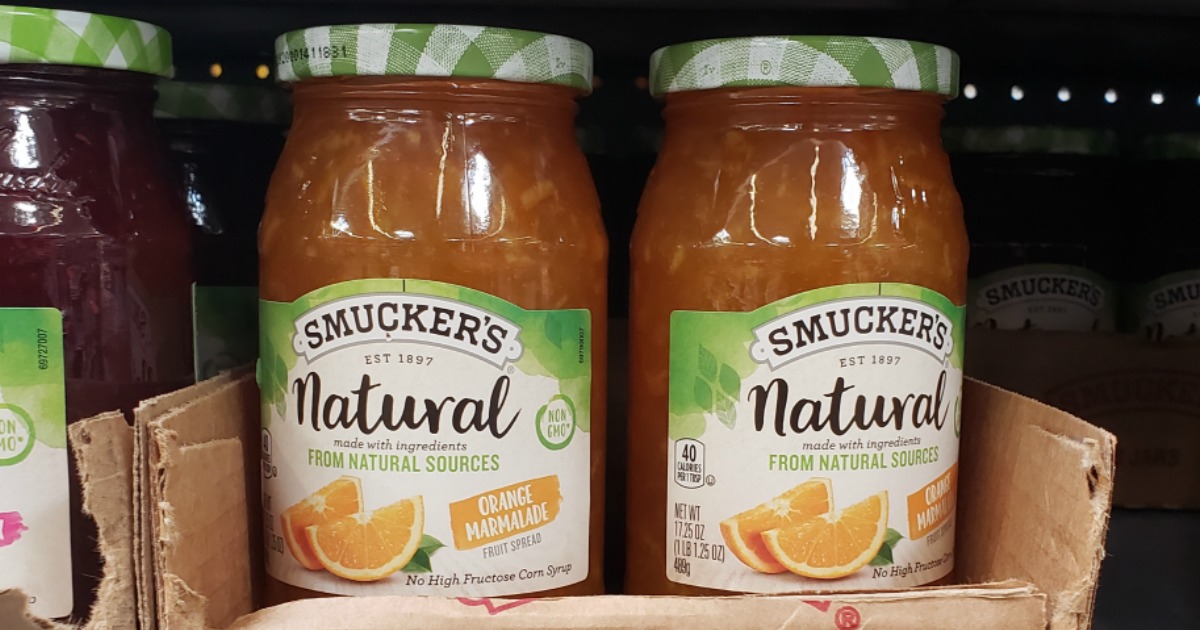 SMUCKER'S
EST 1897
Natural
made with ingredients
FROM NATURAL SOURCES
NON
GMO
ORANGE
MARMALADE
FRUIT SPREAD
No High Fructose Corn Syrup
SMUCKER'S
EST 1897
Natural
made with ingredients
FROM NATURAL SOURCES
40
CALORIES
PER 1 TBSP
NET WT
17.25 OZ
(1 LB 1.25 OZ)
489g
No High Fructose
69727007
SMUCKER'S